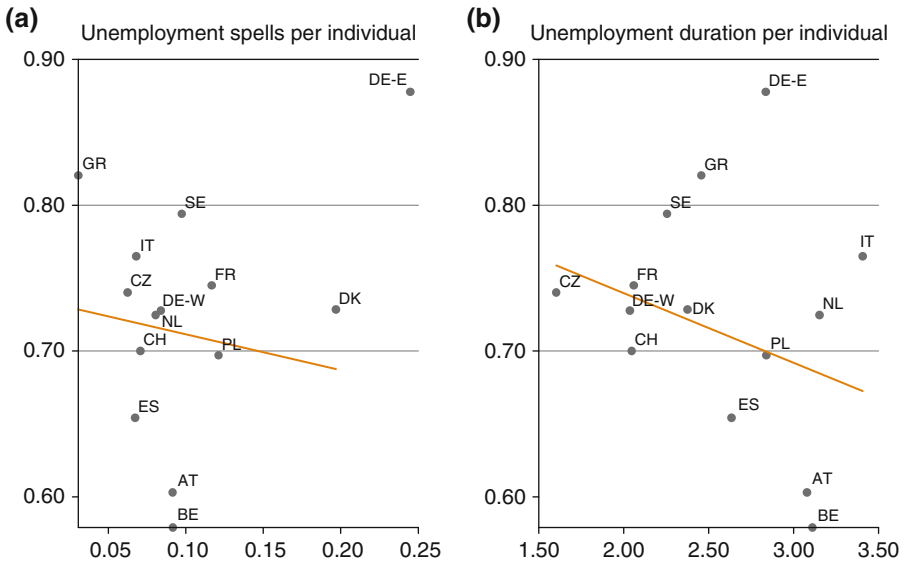 (a)
Unemployment spells per individual
0.90
0.80
0.70
0.60
DE-E
GR
SE
IT
CZ
FR
DE-W
DK
NL
CH
PL
ES
AT
BE
0.05 0.10 0.15 0.20 0.25
(b)
Unemployment duration per individual
0.90
0.80
0.70
0.60
DE-E
GR
SE
IT
FR
CZ
DE-W
DK
NL
CH
PL
ES
AT
BE
1.50 2.00 2.50 3.00 3.50